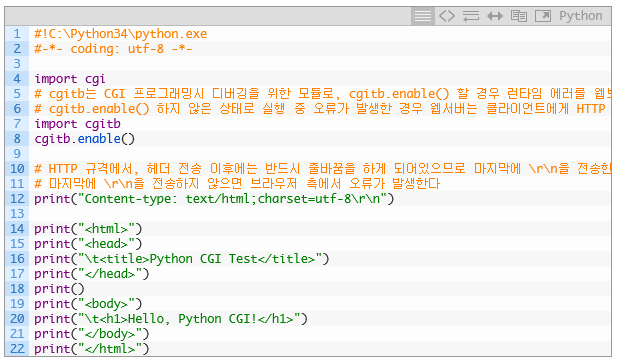 Python
1 #!C:\Python34\python.exe
2 #-*- coding: utf-8 -*-
3
4 import cgi
5 # cgitb는 CGI 프로그래밍시 디버깅을 위한 모듈로, cgitb.enable() 할 경우 런타임 에러를 웹브
6 # cgitb.enable() 하지 않은 상태로 실행 중 오류가 발생한 경우 웹서버는 클라이언트에게 HTTP
7 import cgitb
8 cgitb.enable()
9
10 # HTTP 규격에서, 헤더 전송 이후에는 반드시 줄바꿈을 하게 되어있으므로 마지막에 \r\n을 전송한
11 # 마지막에 \r\n을 전송하지 않으면 브라우저 측에서 오류가 발생한다
12 print("Content-type: text/html;charset=utf-8\r\n")
13
14 print("<html>")
15 print("<head>")
16 print("\t<title>Python CGI Test</title>")
17 print("</head>")
18 print()
19 print("<body>")
20 print("\t<h1>Hello, Python CGI!</h1>")
21 print("</body>")
22 print("</html>")